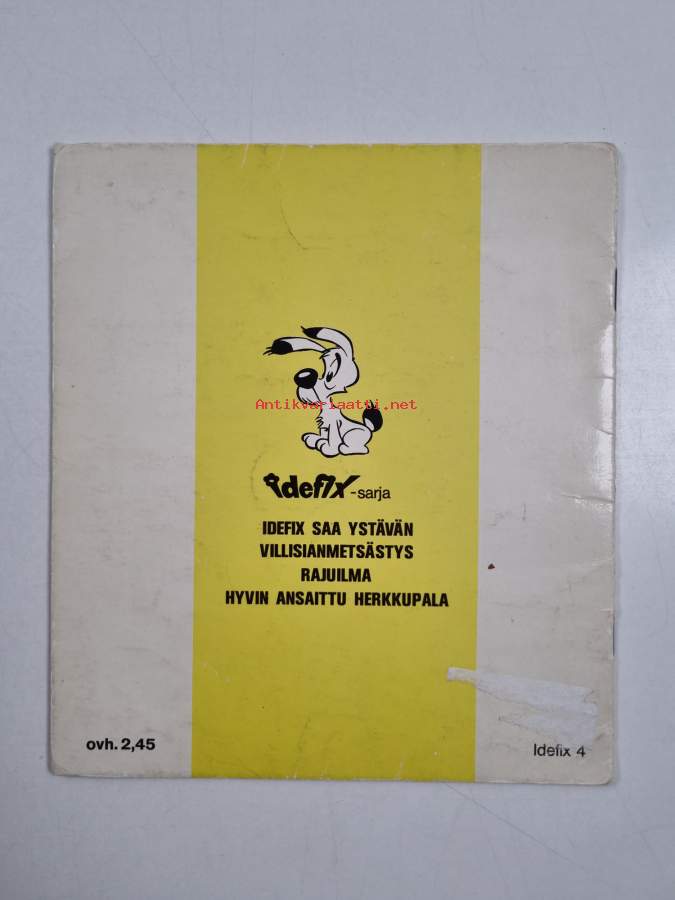 Antikvariaatti.net
Idefix -sarja
IDEFIX SAA YSTÄVÄN
VILLISIANMETSÄSTYS
RAJUILMA
HYVIN ANSAITTU HERKKUPALA
ovh. 2,45
Idefix 4